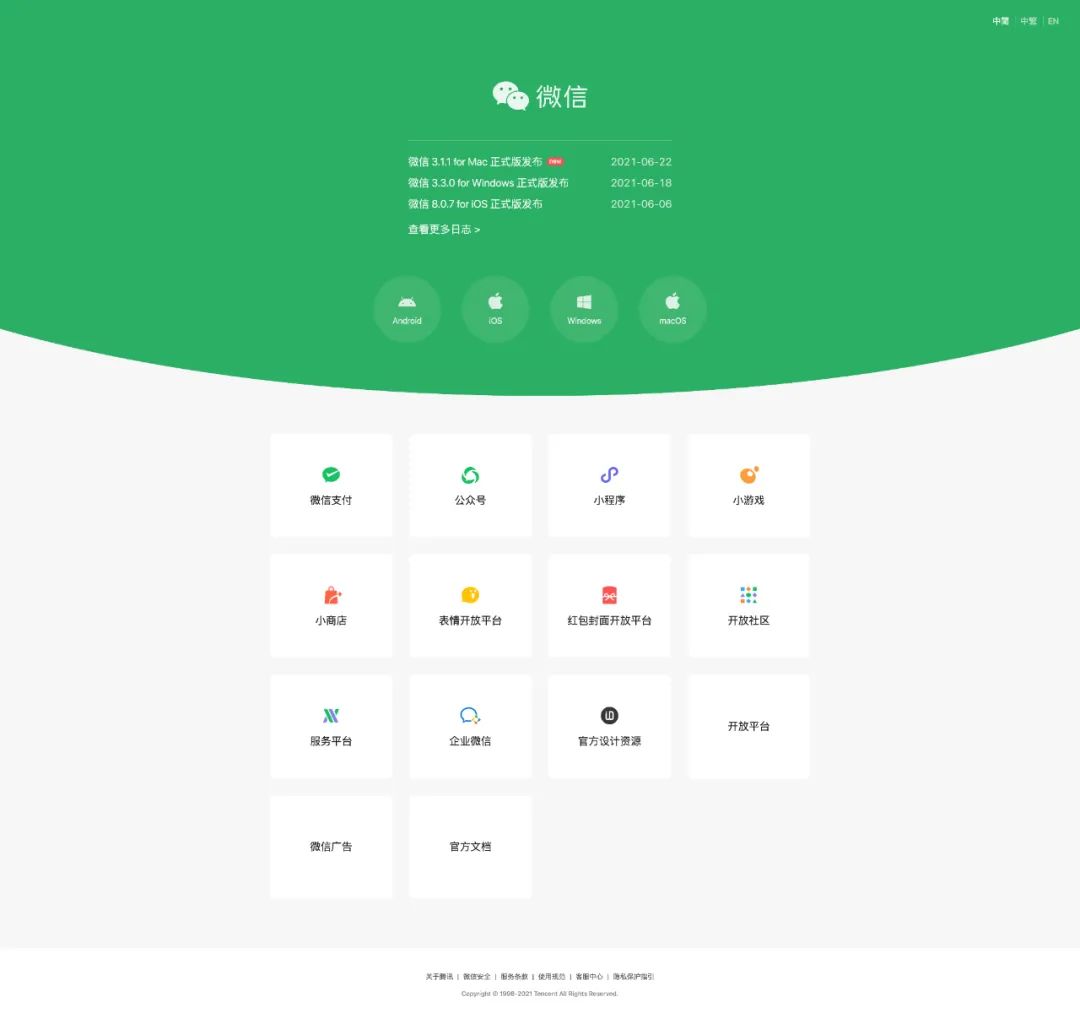 中简 | 中繁 | EN
微信
微信 3.1.1 for Mac 正式版发布 new 2021-06-22
微信 3.3.0 for Windows 正式版发布 2021-06-18
微信 8.0.7 for iOS 正式版发布 2021-06-06
查看更多日志 >
Android iOS Windows macOS
微信支付 公众号 小程序 小游戏
小商店 表情开放平台 红包封面开放平台 开放社区
服务平台 企业微信 官方设计资源 开放平台
微信广告 官方文档
关于腾讯 | 微信安全 | 服务条款 | 使用规范 | 客服中心 | 隐私保护指引
Copyright © 1998-2021 Tencent All Rights Reserved.